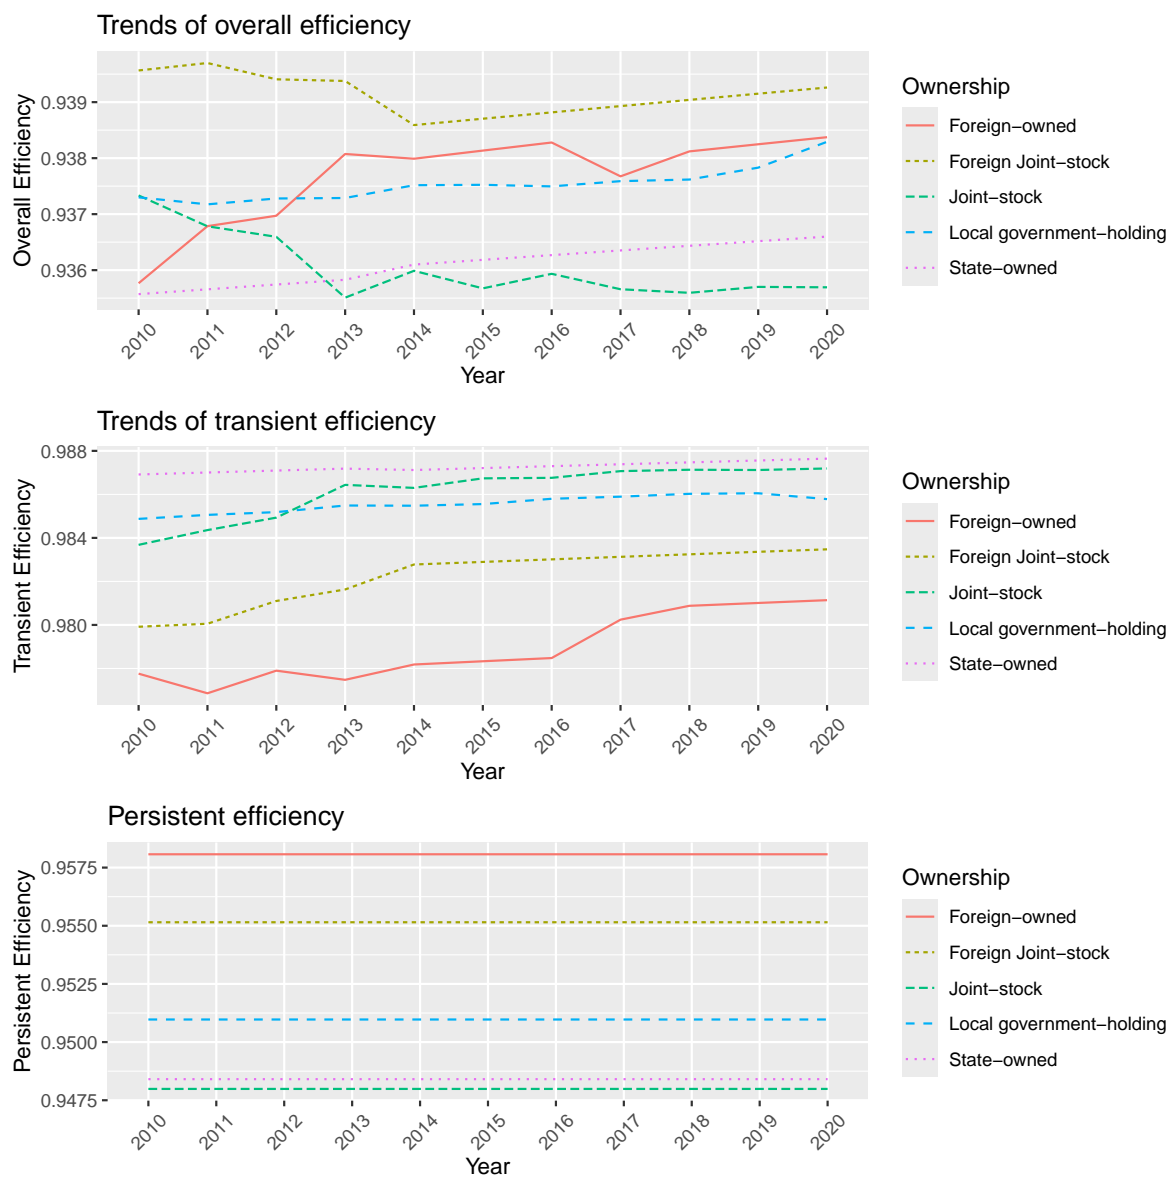 Trends of overall efficiency
Overall Efficiency
0.939
0.938
0.937
0.936
2010
2011
2012
2013
2014
2015
2016
2017
2018
2019
2020
Year
Ownership
Foreign−owned
Foreign Joint−stock
Joint−stock
Local government−holding
State−owned
Trends of transient efficiency
Transient Efficiency
0.988
0.984
0.980
2010
2011
2012
2013
2014
2015
2016
2017
2018
2019
2020
Year
Ownership
Foreign−owned
Foreign Joint−stock
Joint−stock
Local government−holding
State−owned
Persistent efficiency
Persistent Efficiency
0.9575
0.9550
0.9525
0.9500
0.9475
2010
2011
2012
2013
2014
2015
2016
2017
2018
2019
2020
Year
Ownership
Foreign−owned
Foreign Joint−stock
Joint−stock
Local government−holding
State−owned